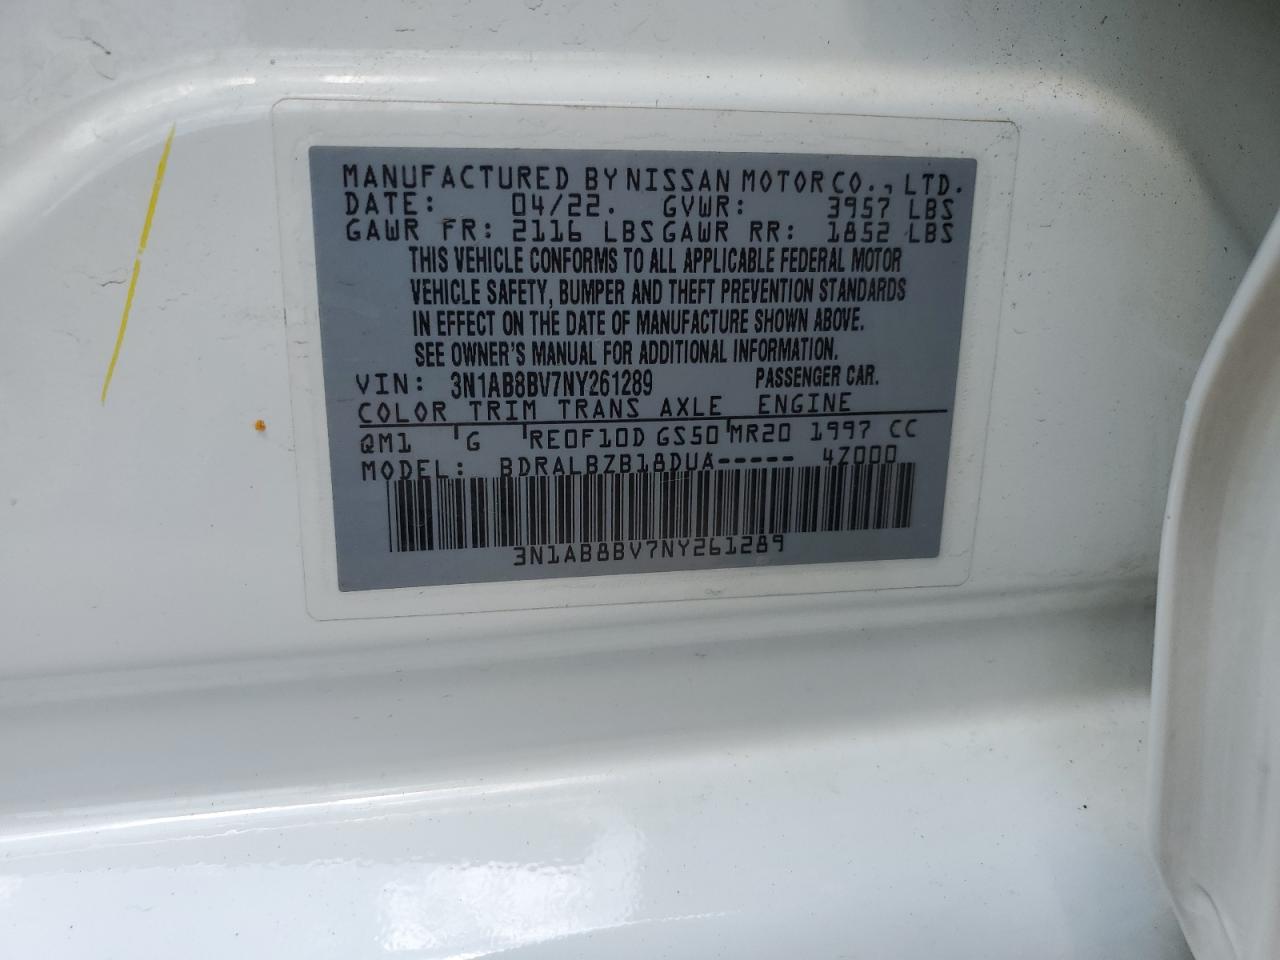 MANUFACTURED BY NISSAN MOTOR CO., LTD.
DATE: 04/22. GVWR: 3957 LBS
GAWR FR: 2116 LBS GAWR RR: 1852 LBS
THIS VEHICLE CONFORMS TO ALL APPLICABLE FEDERAL MOTOR
VEHICLE SAFETY, BUMPER AND THEFT PREVENTION STANDARDS
IN EFFECT ON THE DATE OF MANUFACTURE SHOWN ABOVE.
SEE OWNER'S MANUAL FOR ADDITIONAL INFORMATION.
VIN: 3N1AB8BV7NY261289 PASSENGER CAR.
COLOR TRIM TRANS AXLE ENGINE
QM1 G RE0F10D GS50 MR20 1997 CC
MODEL: BDRALBZB18DUA----- 4Z000
3N1AB8BV7NY261289